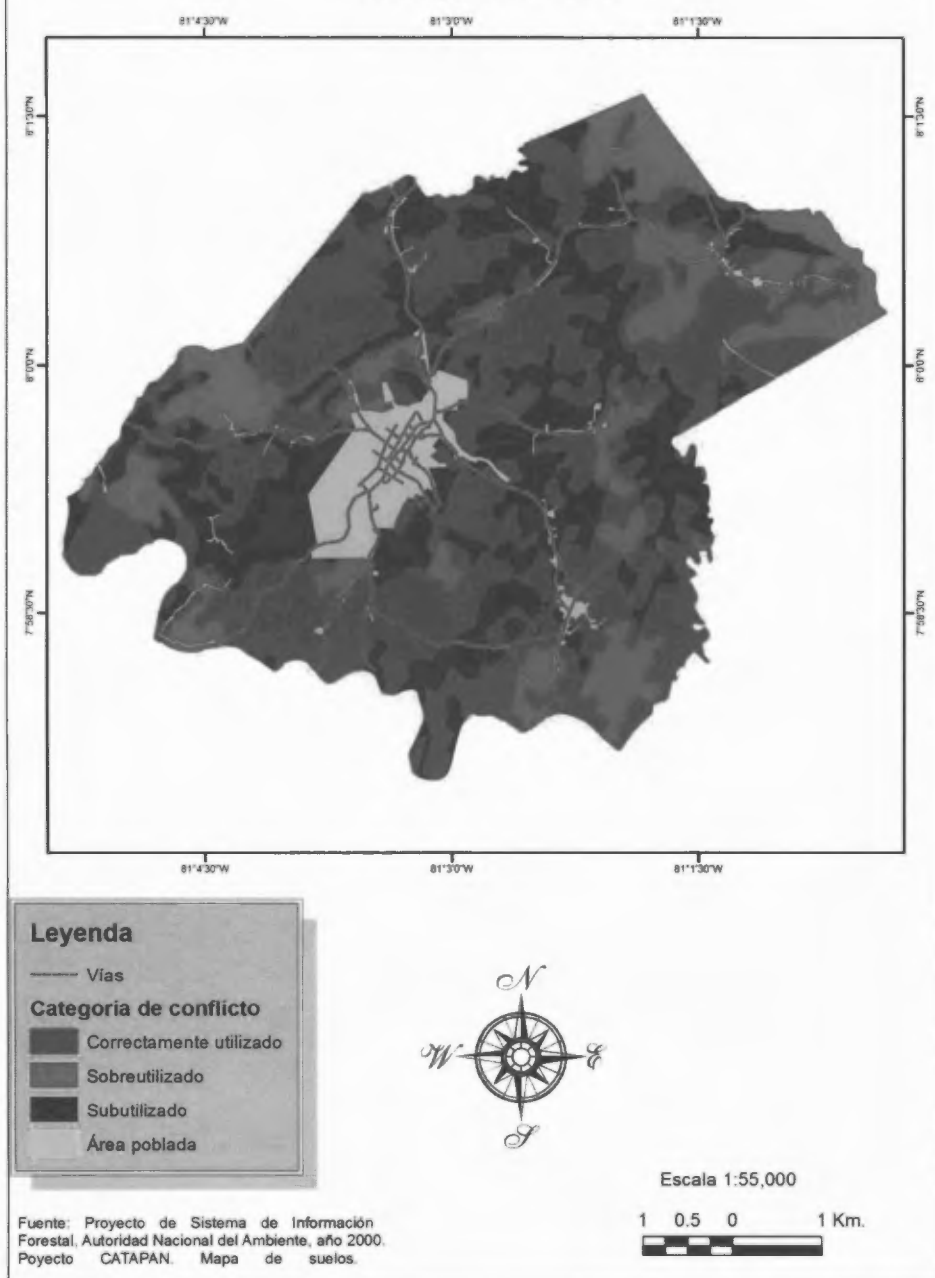 81°4'30"W
81°3'0"W
81°1'30"W
8°1'30"N
8°1'30"N
8°0'0"N
8°0'0"N
7°58'30"N
7°58'30"N
81°4'30"W
81°3'0"W
81°1'30"W
Leyenda
Vías
Categoria de conflicto
Correctamente utilizado
Sobreutilizado
Subutilizado
Área poblada
N
W
E
S
Escala 1:55,000
1 0.5 0 1 Km.
Fuente: Proyecto de Sistema de Información
Forestal, Autoridad Nacional del Ambiente, año 2000.
Poyecto CATAPAN. Mapa de suelos.